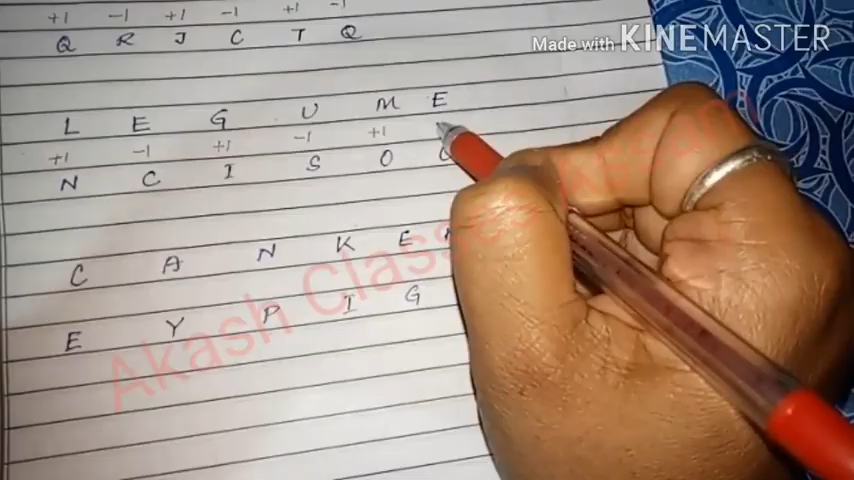 +1 -1 +1 -1 +1 -1
Q R J C T Q
Made with KINEMASTER
L E G U M E
+1 -1 +1 -1 +1
N C I S O
C A N K E
E Y P I G
Akash Classes